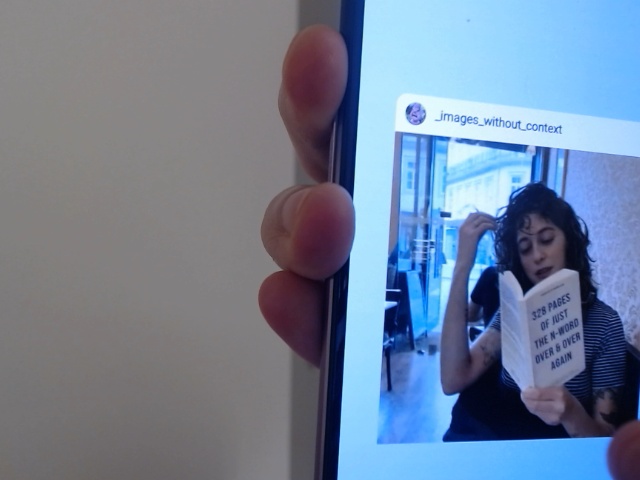 _images_without_context
328 PAGES
OF JUST
THE N-WORD
OVER & OVER
AGAIN